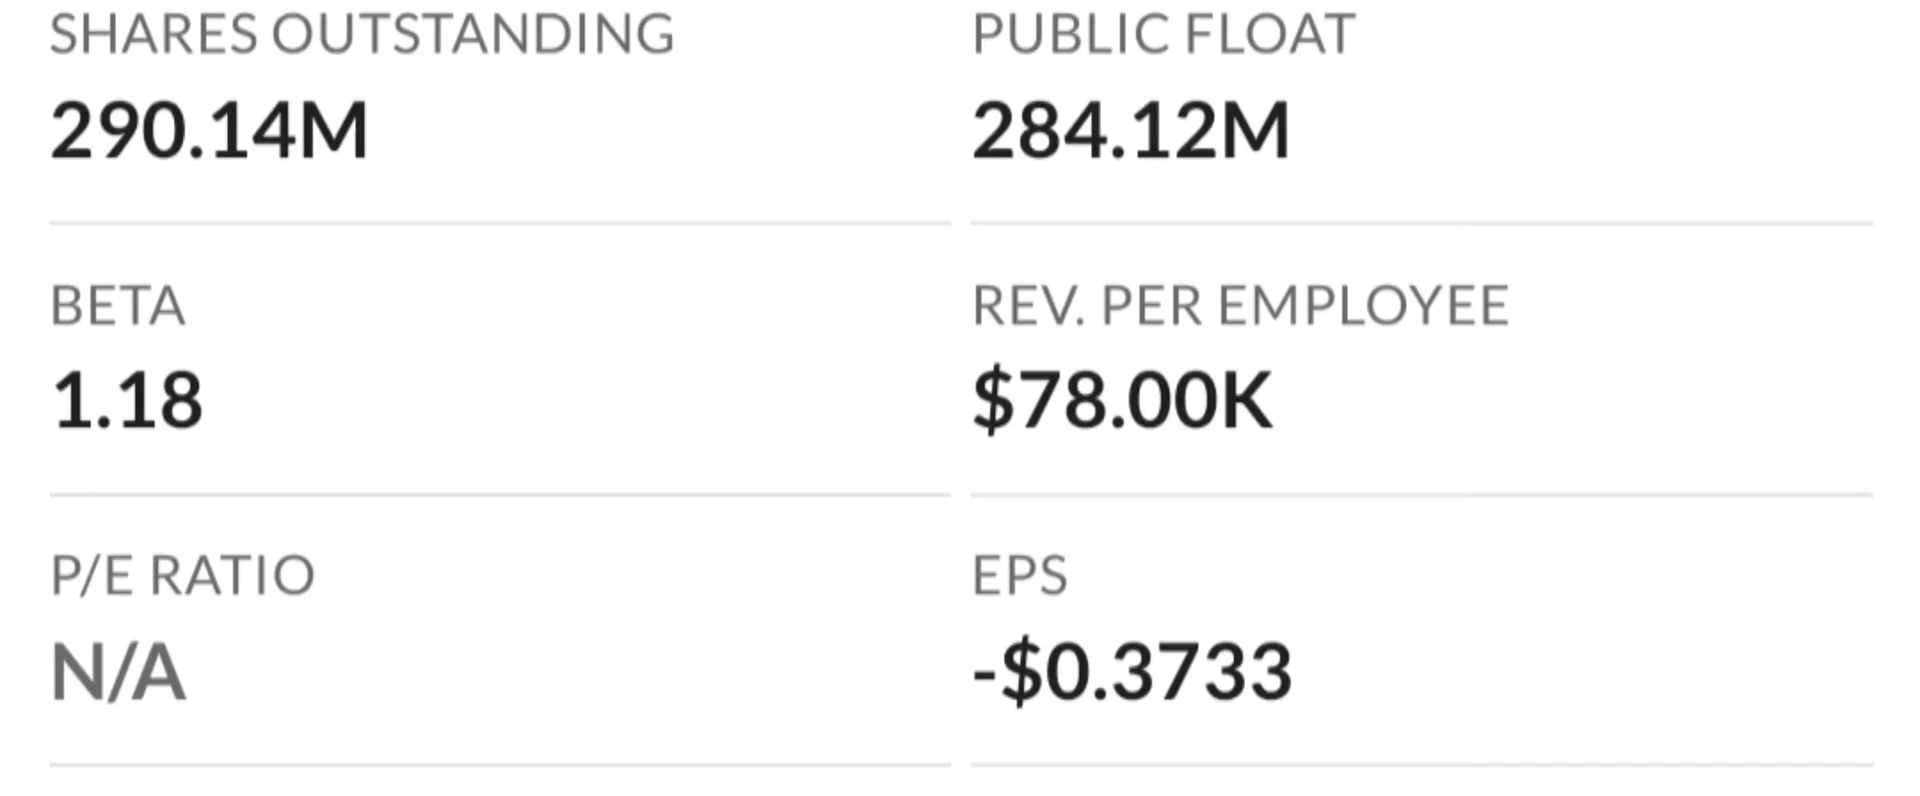 SHARES OUTSTANDING
290.14M
PUBLIC FLOAT
284.12M
BETA
1.18
REV. PER EMPLOYEE
$78.00K
P/E RATIO
N/A
EPS
-$0.3733